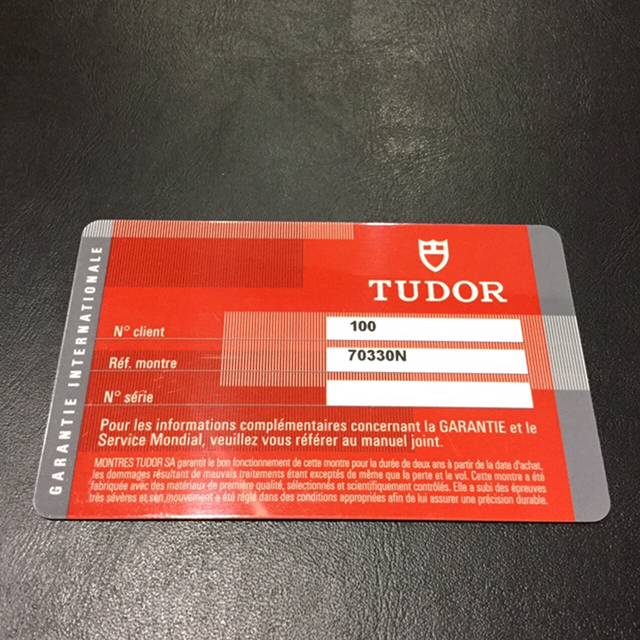 GARANTIE INTERNATIONALE
TUDOR
N° client 100
Réf. montre 70330N
N° série
Pour les informations complémentaires concernant la GARANTIE et le
Service Mondial, veuillez vous référer au manuel joint.
MONTRES TUDOR SA garantit le bon fonctionnement de cette montre pour la durée de deux ans à partir de la date d'achat,
les dommages résultant de mauvais traitements étant exceptés de même que la perte et le vol. Cette montre a été
fabriquée avec des matériaux de première qualité, sélectionnés et scientifiquement contrôlés. Elle a subi des épreuves
très sévères et son mouvement a été réglé dans des conditions appropriées afin de lui assurer une précision durable.